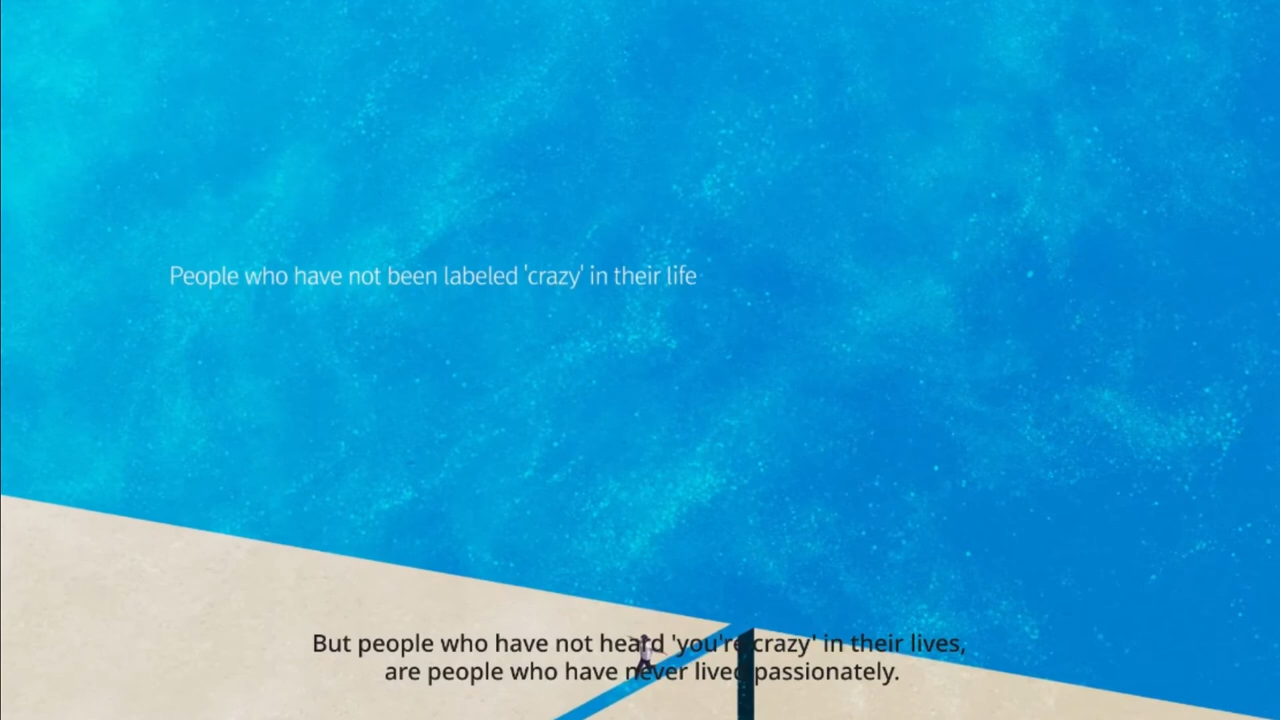 People who have not been labeled 'crazy' in their life
But people who have not heard 'you're crazy' in their lives,
are people who have never lived passionately.